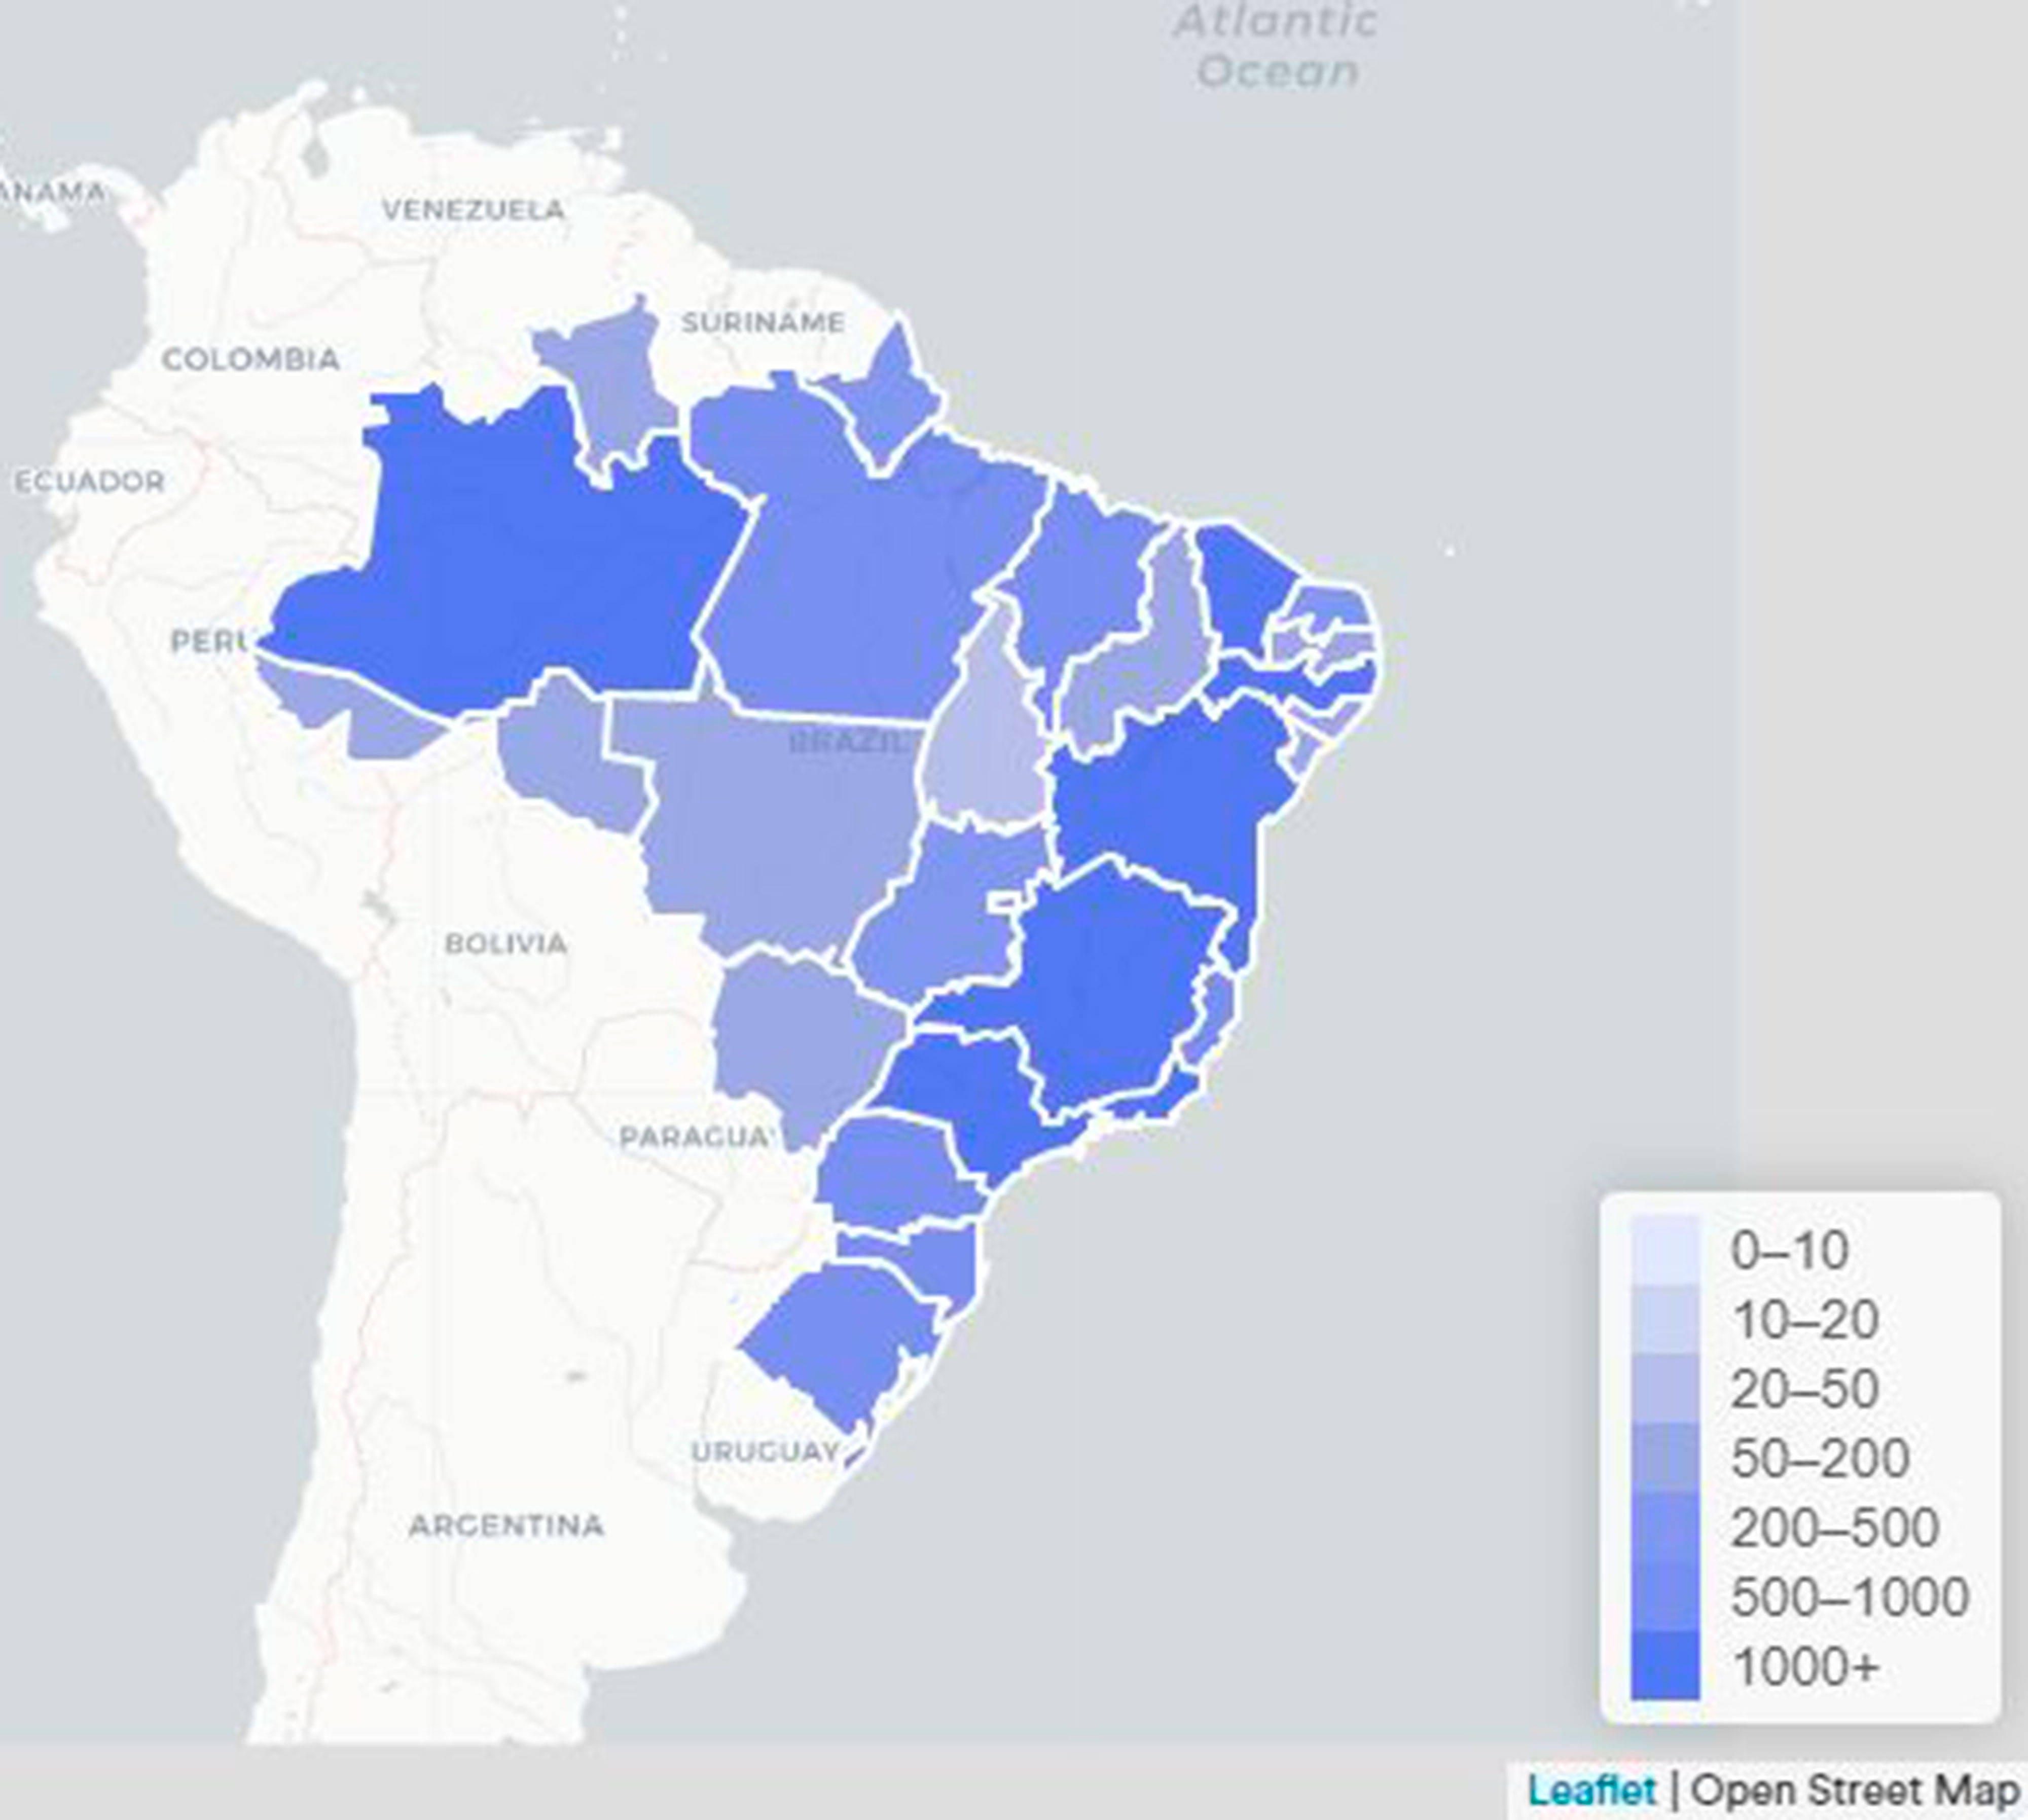 Atlantic
Ocean
ANAMA
VENEZUELA
SURINAME
COLOMBIA
ECUADOR
PERU
BRAZIL
BOLIVIA
PARAGUAY
URUGUAY
ARGENTINA
0–10
10–20
20–50
50–200
200–500
500–1000
1000+
Leaflet | Open Street Map